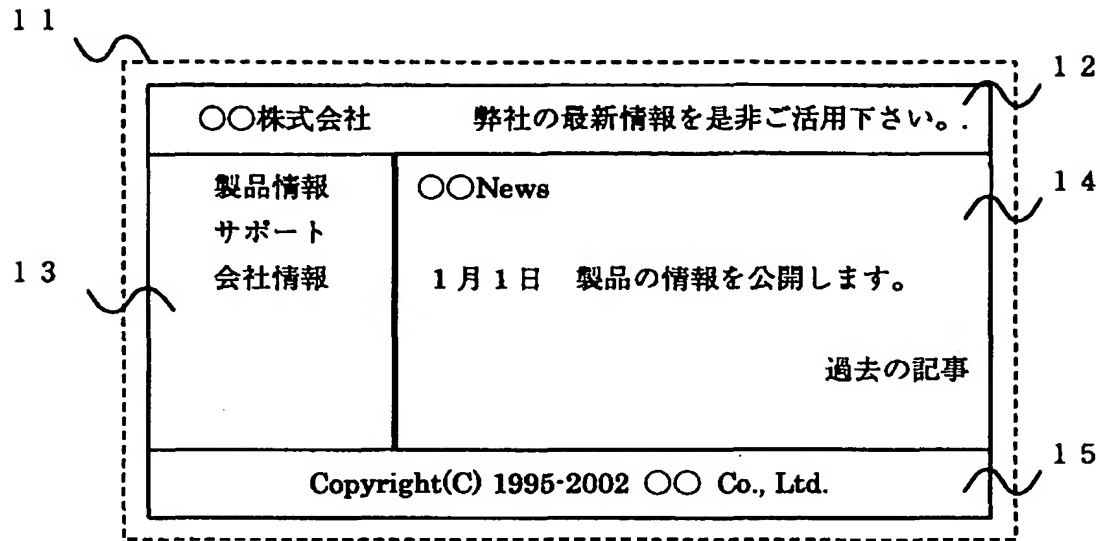 １１
１２
○○株式会社 弊社の最新情報を是非ご活用下さい。
製品情報 ○○News
１４
サポート
１３
会社情報 １月１日 製品の情報を公開します。
過去の記事
１５
Copyright(C) 1995-2002 ○○ Co., Ltd.